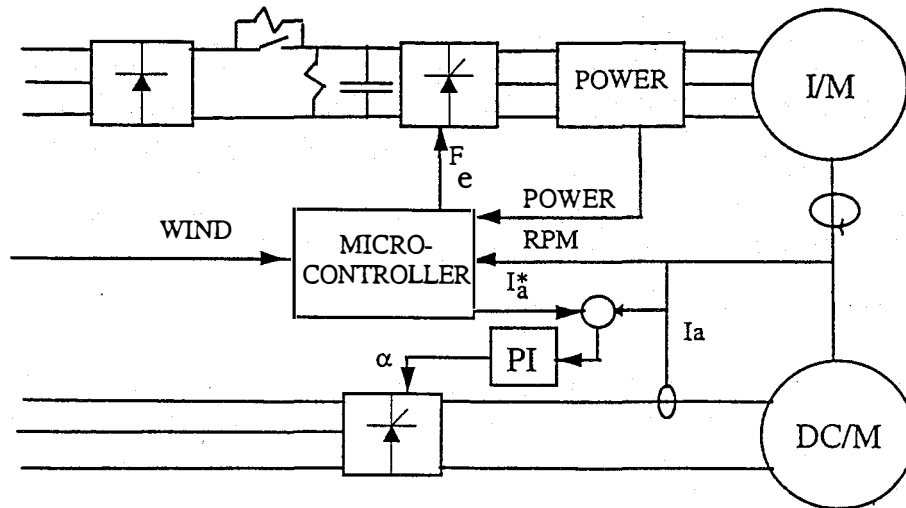 POWER
I/M
F
e
POWER
WIND
RPM
MICRO-
CONTROLLER
I*a
Ia
PI
α
DC/M